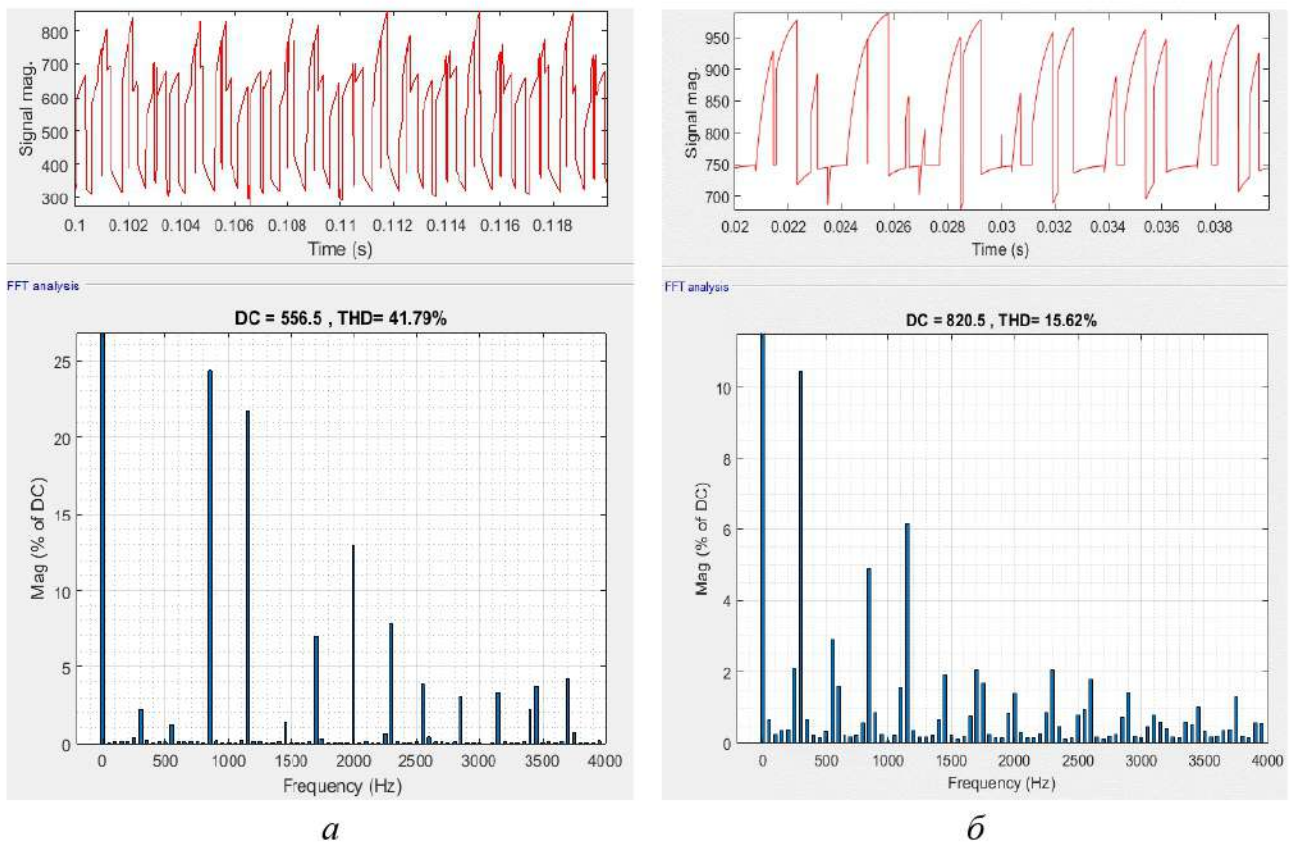 800
700
600
500
400
300
Signal mag.
0.1 0.102 0.104 0.106 0.108 0.11 0.112 0.114 0.116 0.118
Time (s)
FFT analysis
DC = 556.5 , THD= 41.79%
25
20
15
10
5
0
Mag (% of DC)
0 500 1000 1500 2000 2500 3000 3500 4000
Frequency (Hz)
а
950
900
850
800
750
700
Signal mag.
0.02 0.022 0.024 0.026 0.028 0.03 0.032 0.034 0.036 0.038
Time (s)
FFT analysis
DC = 820.5 , THD= 15.62%
10
8
6
4
2
0
Mag (% of DC)
0 500 1000 1500 2000 2500 3000 3500 4000
Frequency (Hz)
б